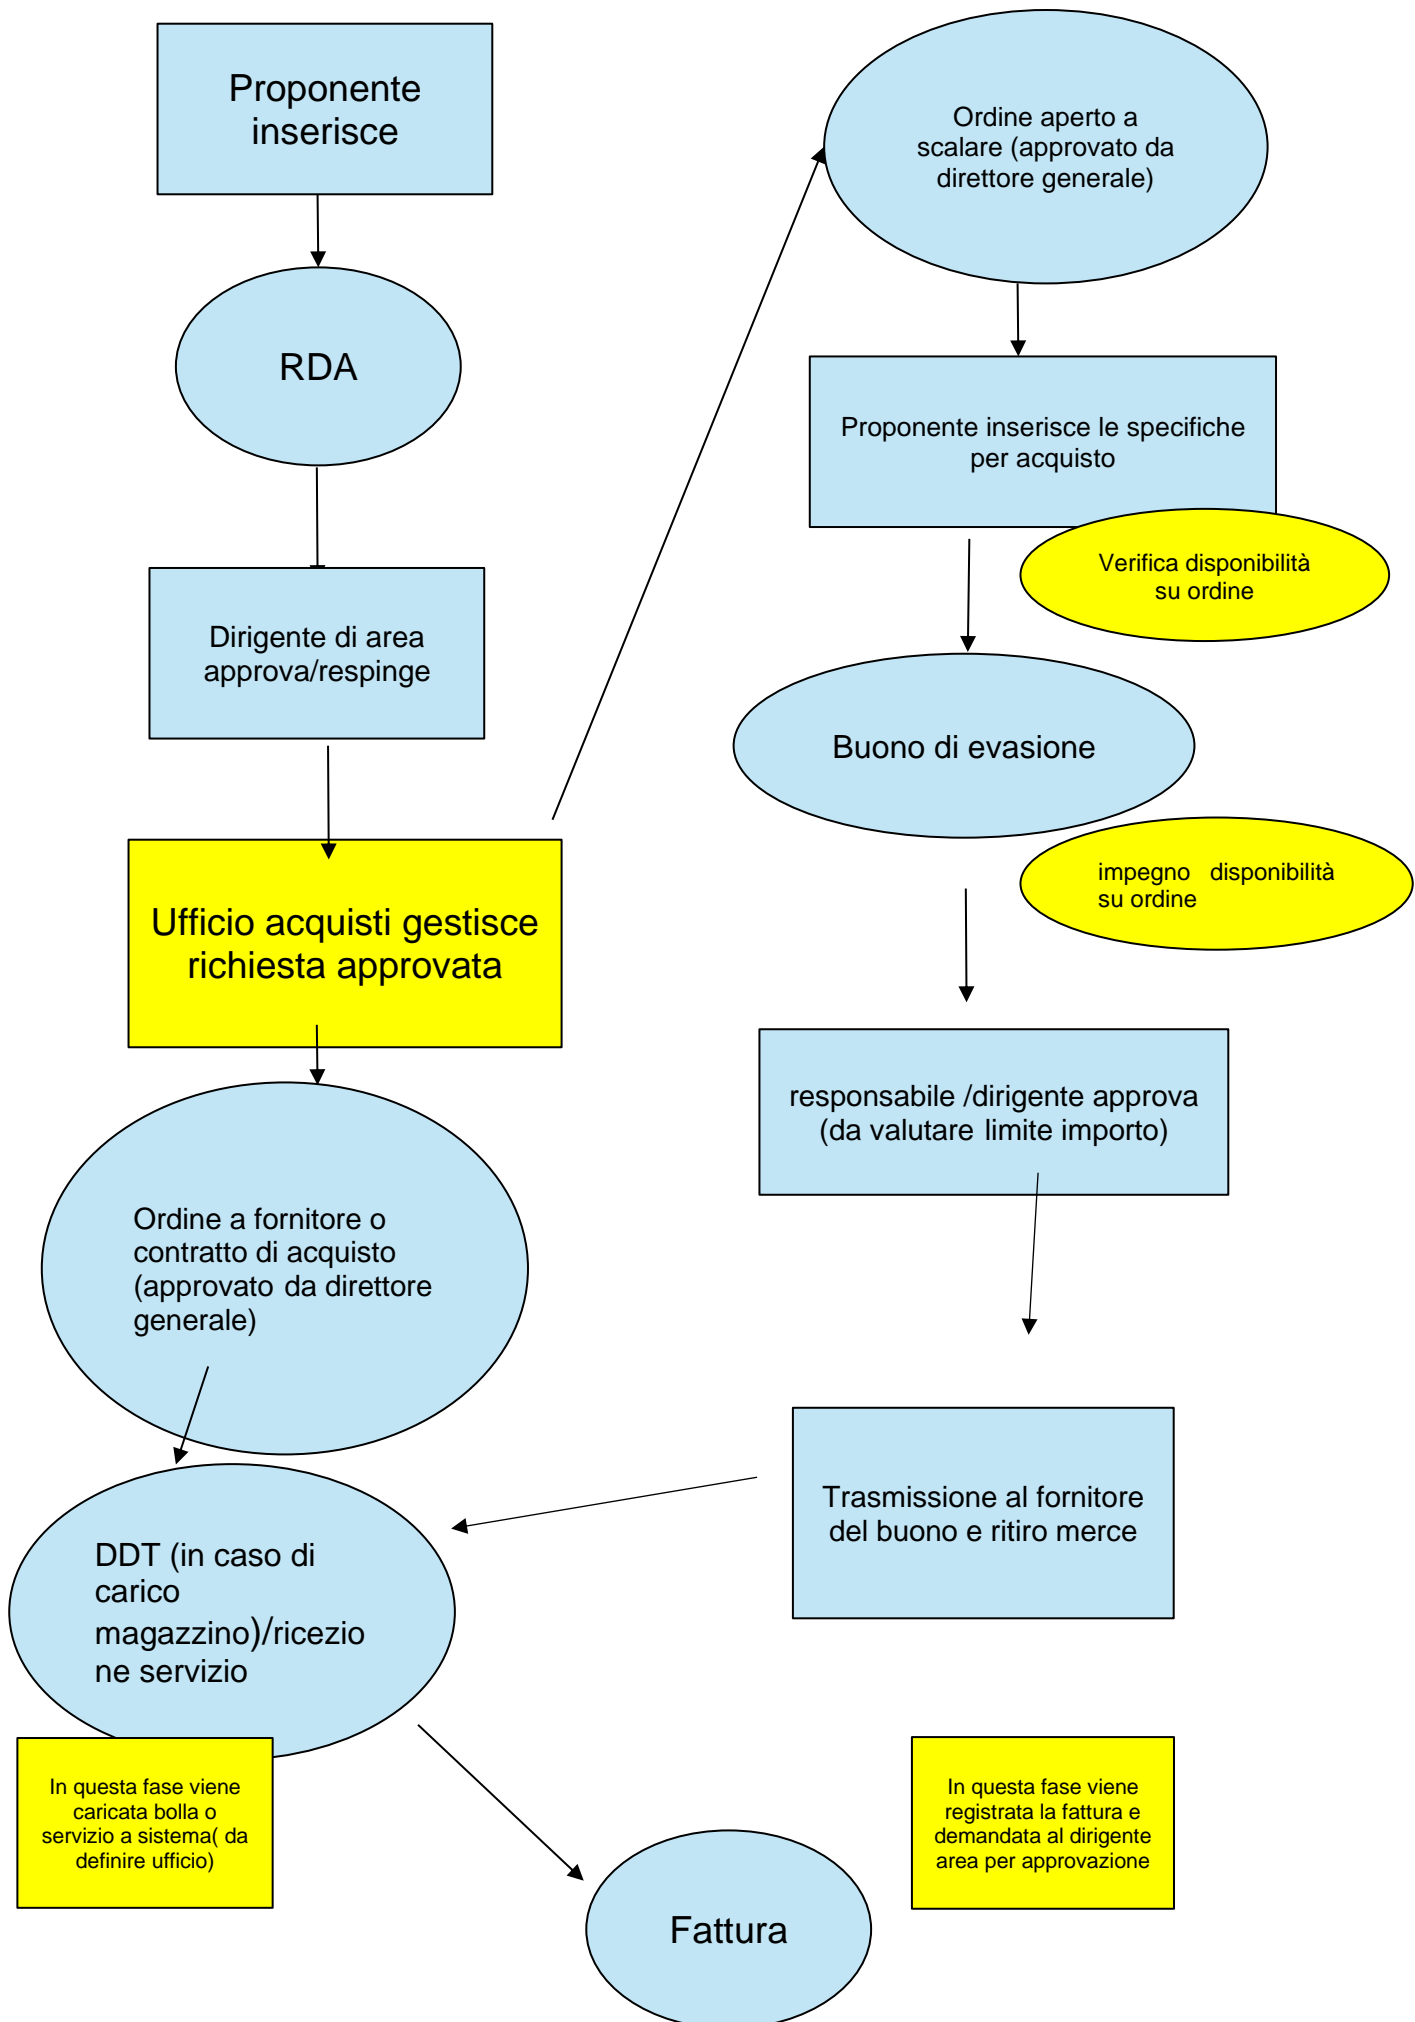 Proponente
inserisce
RDA
Dirigente di area
approva/respinge
Ufficio acquisti gestisce
richiesta approvata
Ordine a fornitore o
contratto di acquisto
(approvato da direttore
generale)
DDT (in caso di
carico
magazzino)/ricezio
ne servizio
In questa fase viene
caricata bolla o
servizio a sistema( da
definire ufficio)
Ordine aperto a
scalare (approvato da
direttore generale)
Proponente inserisce le specifiche
per acquisto
Verifica disponibilità
su ordine
Buono di evasione
impegno disponibilità
su ordine
responsabile /dirigente approva
(da valutare limite importo)
Trasmissione al fornitore
del buono e ritiro merce
In questa fase viene
registrata la fattura e
demandata al dirigente
area per approvazione
Fattura